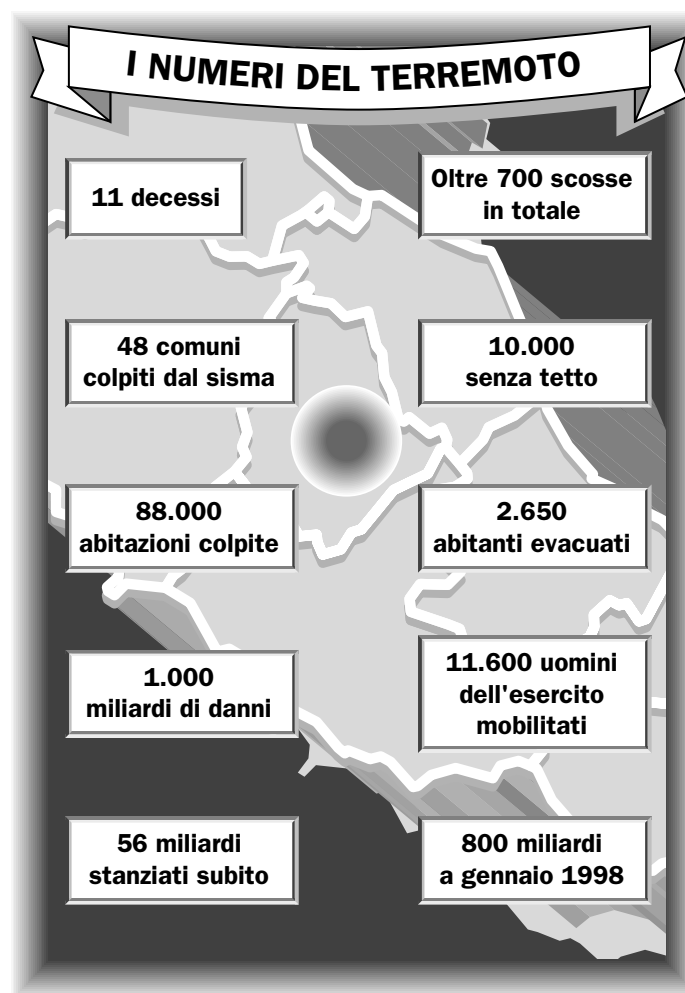 I NUMERI DEL TERREMOTO
11 decessi
Oltre 700 scosse
in totale
48 comuni
colpiti dal sisma
10.000
senza tetto
88.000
abitazioni colpite
2.650
abitanti evacuati
1.000
miliardi di danni
11.600 uomini
dell'esercito
mobilitati
56 miliardi
stanziati subito
800 miliardi
a gennaio 1998